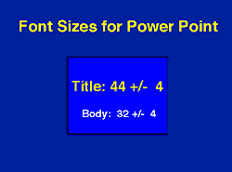 Font Sizes for Power Point
Title: 44 +/- 4
Body: 32 +/- 4